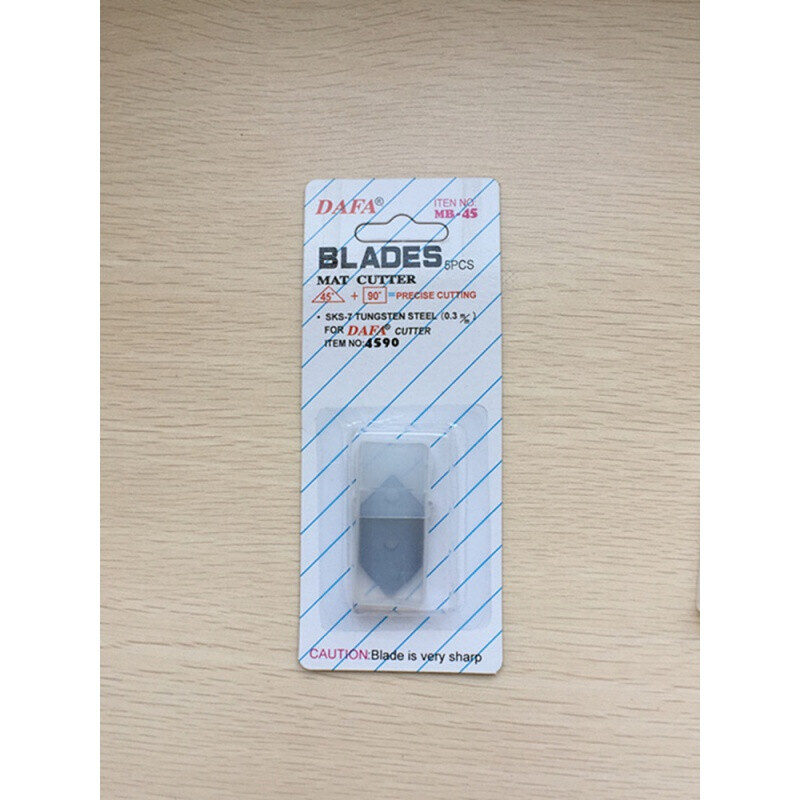 DAFA®
ITEN NO.
MB-45
BLADES 5PCS
MAT CUTTER
45° + 90° = PRECISE CUTTING
• SKS-7 TUNGSTEN STEEL (0.3 m/m)
FOR DAFA® CUTTER
ITEM NO:4590
CAUTION:Blade is very sharp